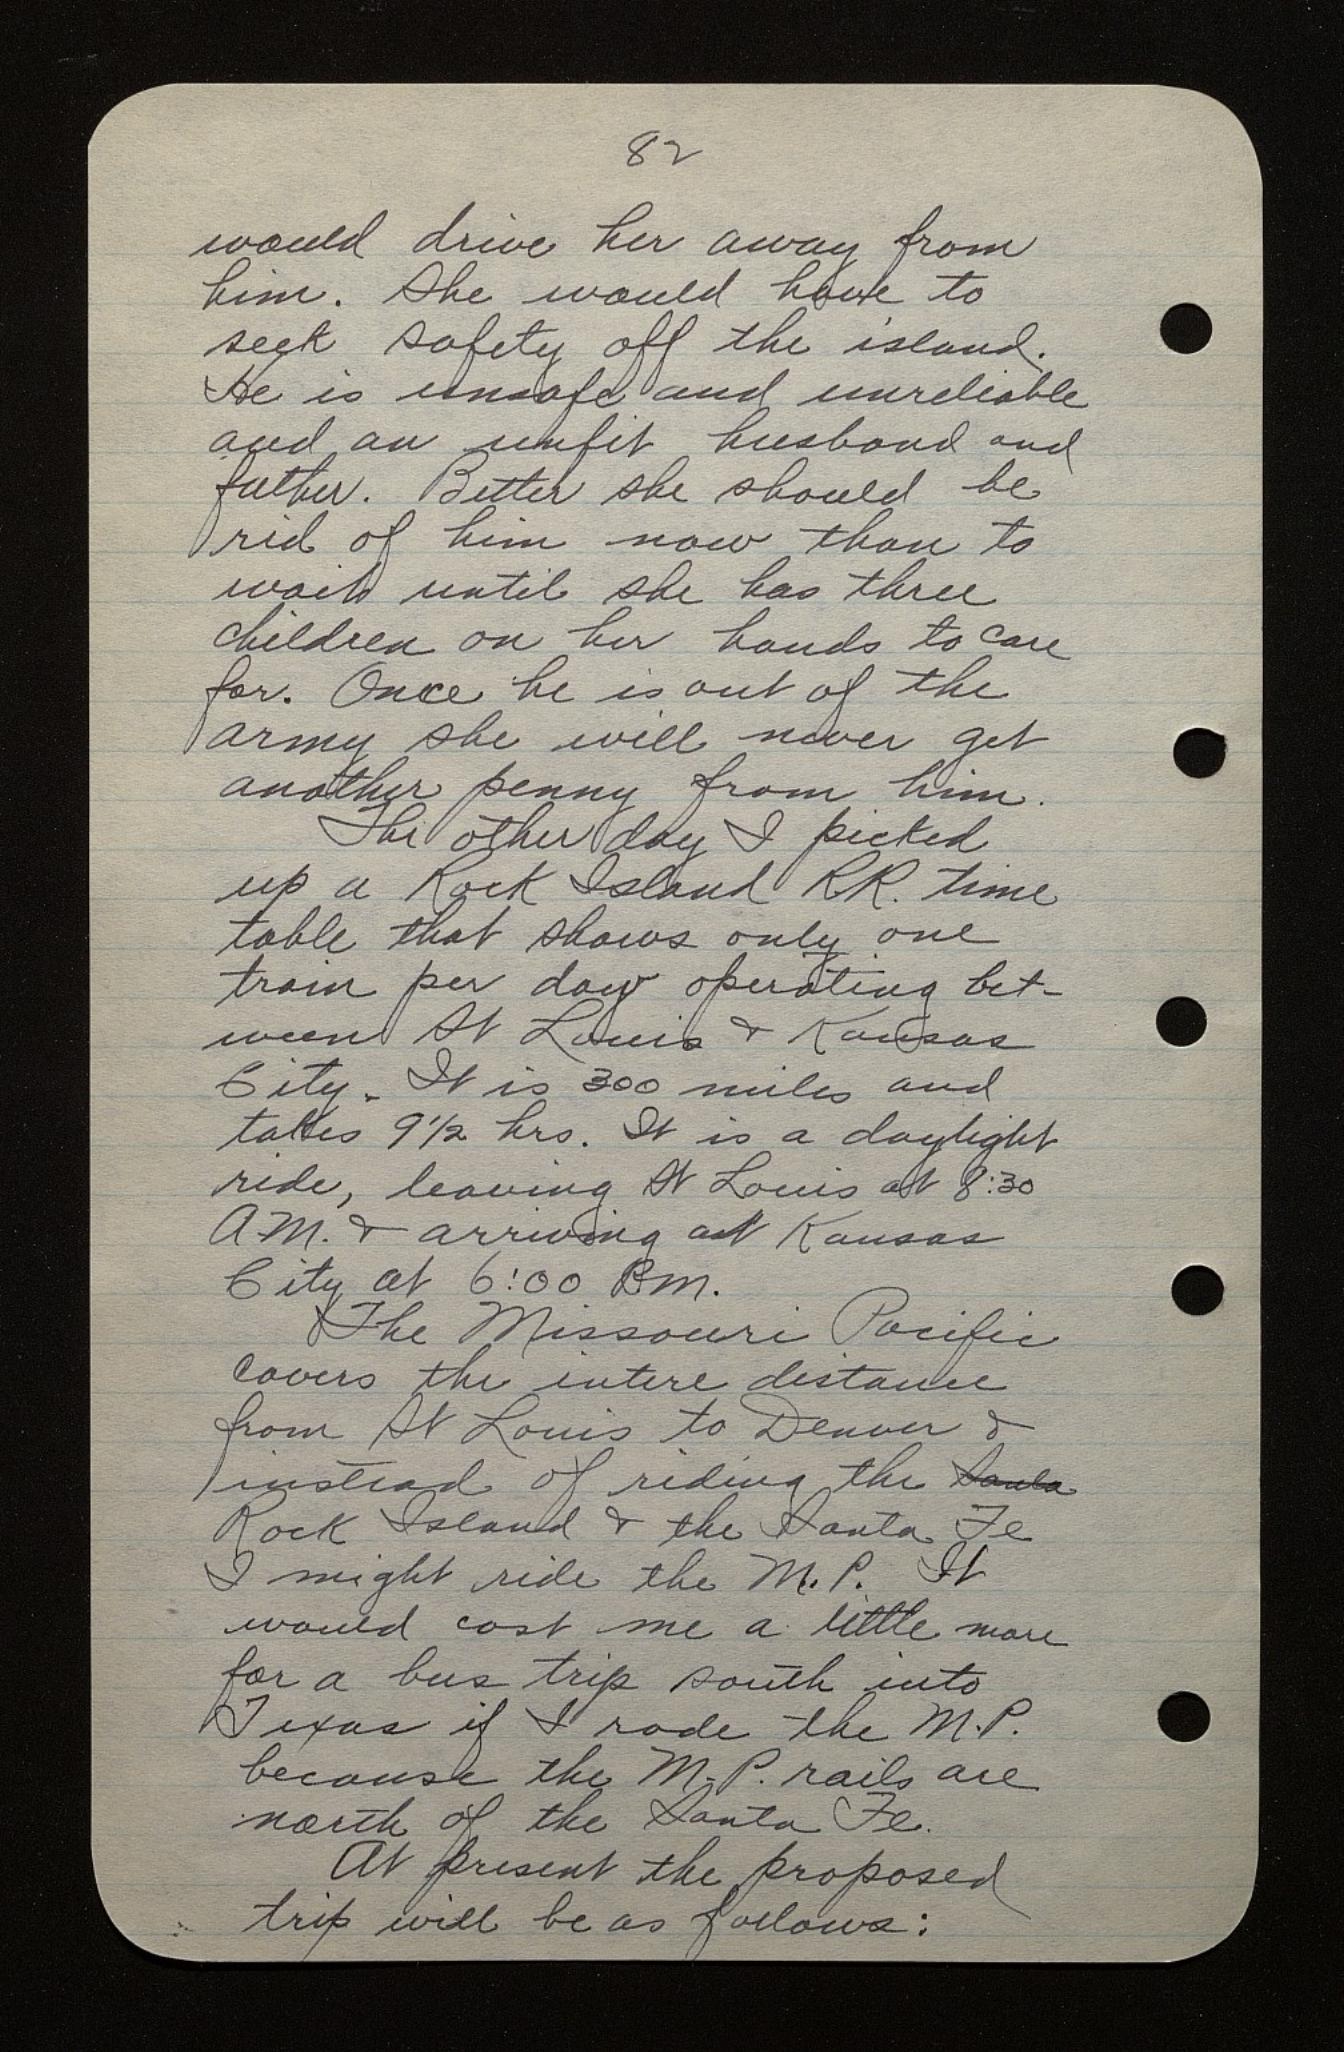 82
would drive her away from
him. She would have to
seek safety off the island.
He is unsafe and unreliable
and an unfit husband and
father. Better she should be
rid of him now than to
wait until she has three
children on her hands to care
for. Once he is out of the
army she will never get
another penny from him.
The other day I picked
up a Rock Island RR. time
table that shows only one
train per day operating bet-
ween St Louis & Kansas
City. It is 300 miles and
takes 9 1/2 hrs. It is a daylight
ride, leaving St Louis at 8:30
A.M. & arriving at Kansas
City at 6:00 P.M.
The Missouri Pacific
covers the intere distance
from St Louis to Denver &
instead of riding the Santa
Rock Island & the Santa Fe
I might ride the M.P. It
would cost me a little more
for a bus trip south into
Texas if I rode the M.P.
because the M.P. rails are
north of the Santa Fe.
At present the proposed
trip will be as follows: